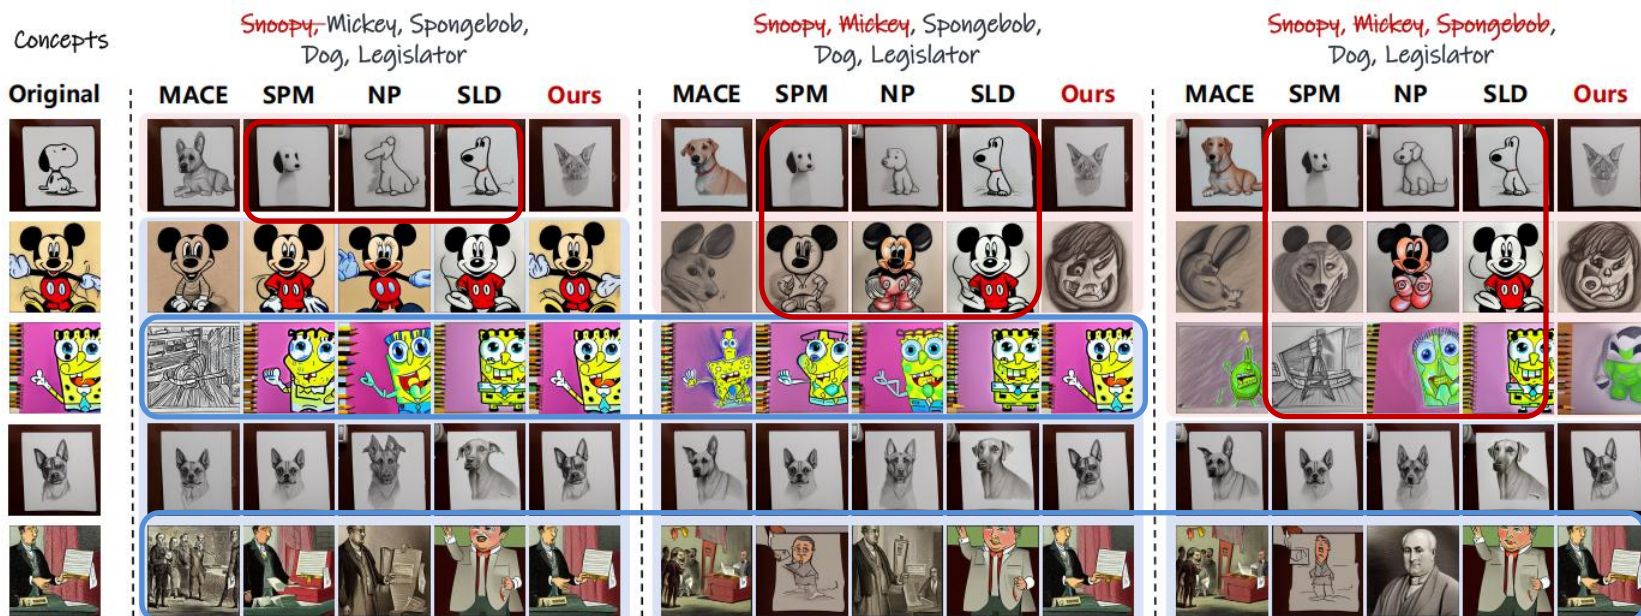 Concepts
Snoopy, Mickey, Spongebob,
Dog, Legislator
Snoopy, Mickey, Spongebob,
Dog, Legislator
Snoopy, Mickey, Spongebob,
Dog, Legislator
Original MACE SPM NP SLD Ours MACE SPM NP SLD Ours MACE SPM NP SLD Ours